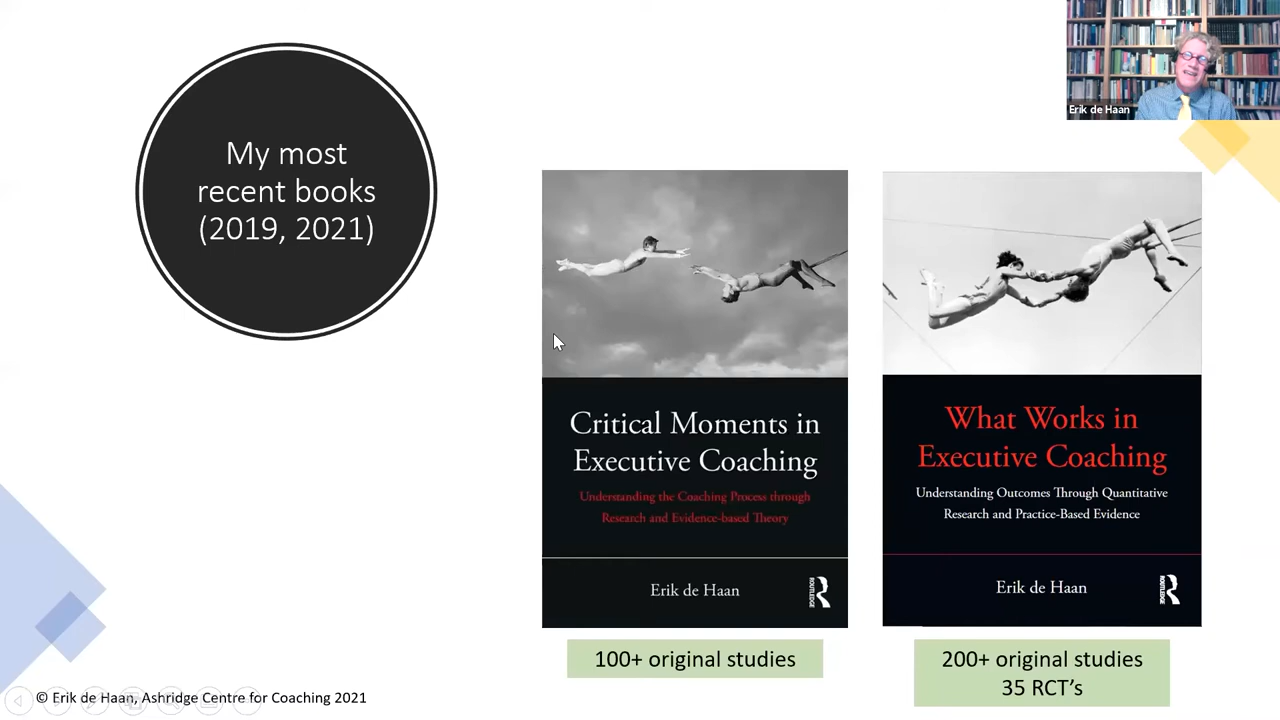 My most
recent books
(2019, 2021)
Erik de Haan
Critical Moments in
Executive Coaching
Understanding the Coaching Process through
Research and Evidence-based Theory
Erik de Haan
ROUTLEDGE
100+ original studies
What Works in
Executive Coaching
Understanding Outcomes Through Quantitative
Research and Practice-Based Evidence
Erik de Haan
ROUTLEDGE
200+ original studies
35 RCT’s
© Erik de Haan, Ashridge Centre for Coaching 2021